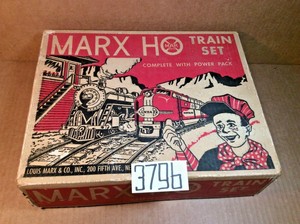 MARX HO TRAIN
SET
COMPLETE WITH POWER PACK
LOUIS MARX & CO., INC., 200 FIFTH AVE., N
3796
MARX HO TRAIN
SET